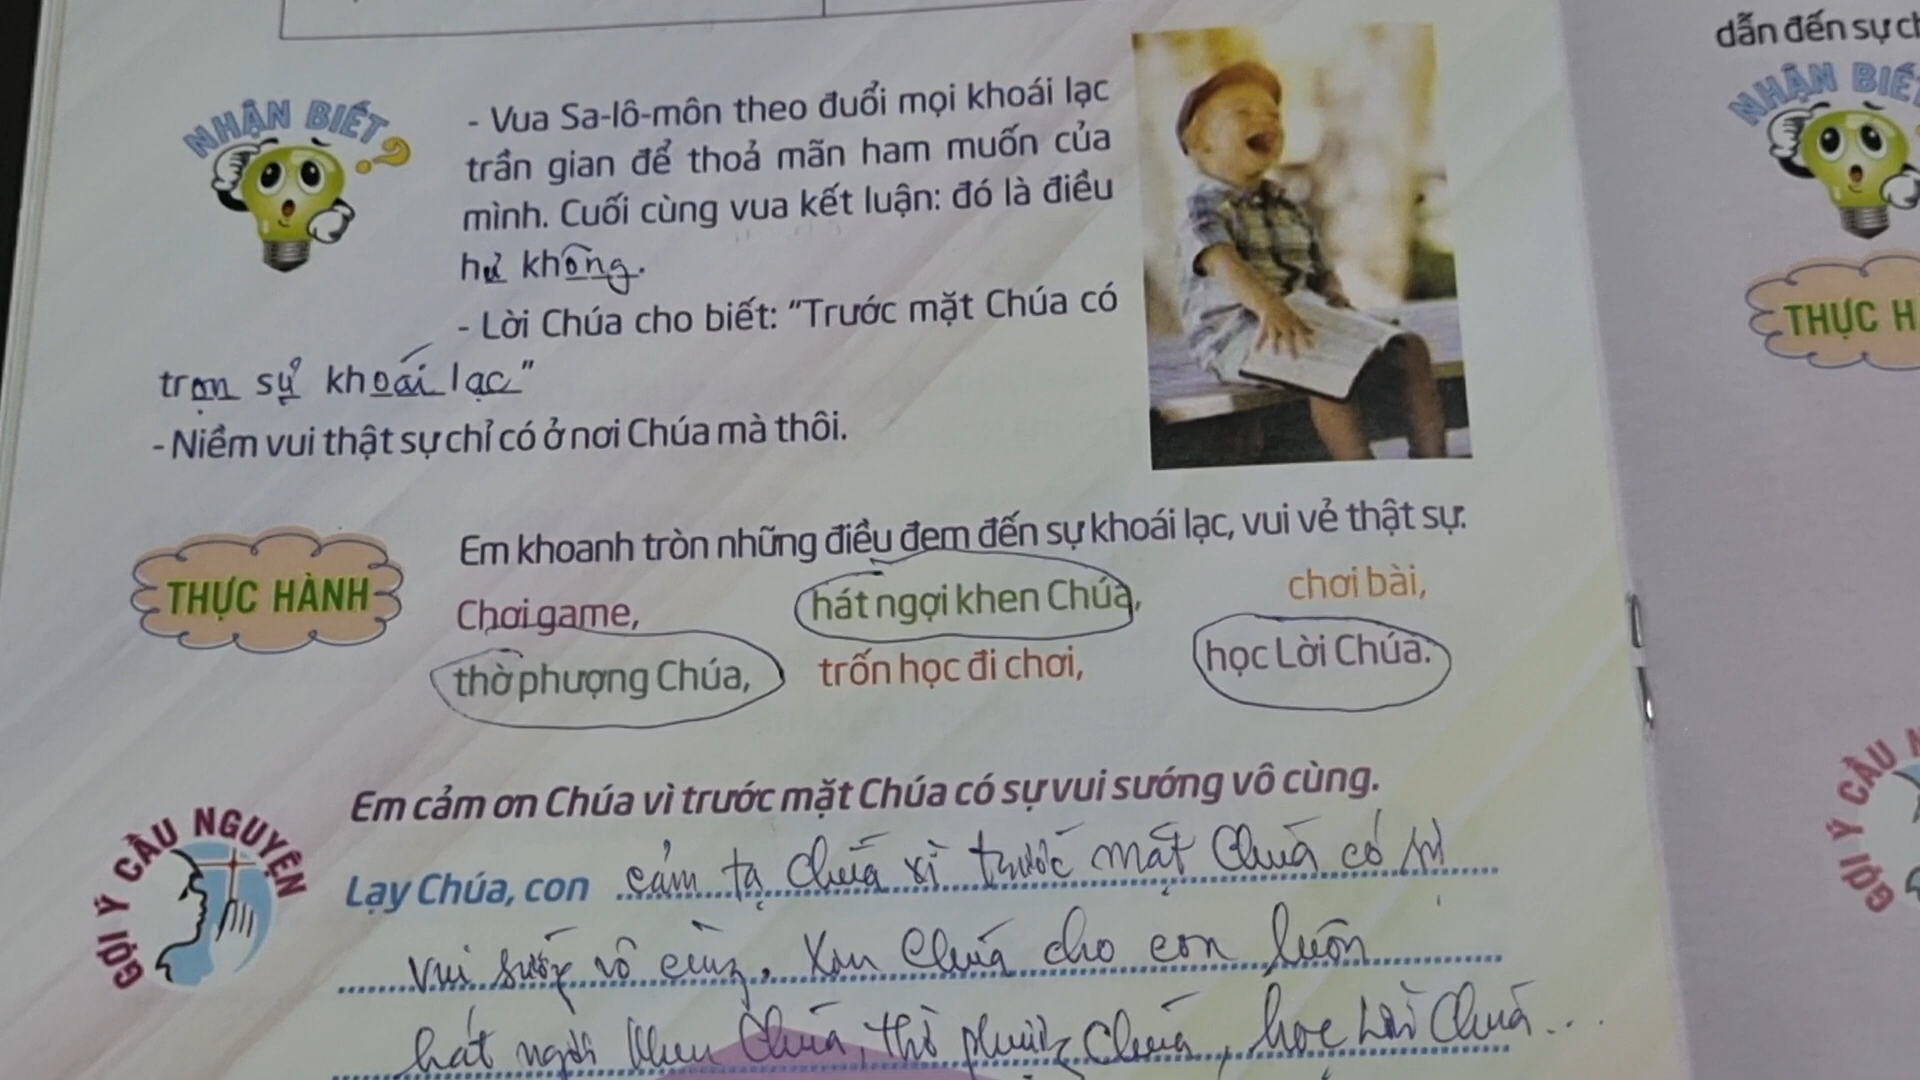 dẫn đến sự ch
NHẬN BIẾT?
- Vua Sa-lô-môn theo đuổi mọi khoái lạc
trần gian để thoả mãn ham muốn của
mình. Cuối cùng vua kết luận: đó là điều
hư không.
- Lời Chúa cho biết: "Trước mặt Chúa có
trọn sự khoái lạc"
- Niềm vui thật sự chỉ có ở nơi Chúa mà thôi.
THỰC HÀNH
Em khoanh tròn những điều đem đến sự khoái lạc, vui vẻ thật sự.
Chơi game, hát ngợi khen Chúa, chơi bài,
thờ phượng Chúa, trốn học đi chơi, học Lời Chúa.
GỢI Ý CẦU NGUYỆN
Em cảm ơn Chúa vì trước mặt Chúa có sự vui sướng vô cùng.
Lạy Chúa, con cảm tạ Chúa vì trước mặt Chúa có sự
vui sướng vô cùng. Xin Chúa cho con luôn
hát ngợi khen Chúa, thờ phượng Chúa, học Lời Chúa...
NHẬN BIẾT
THỰC H
GỢI Ý CẦU N